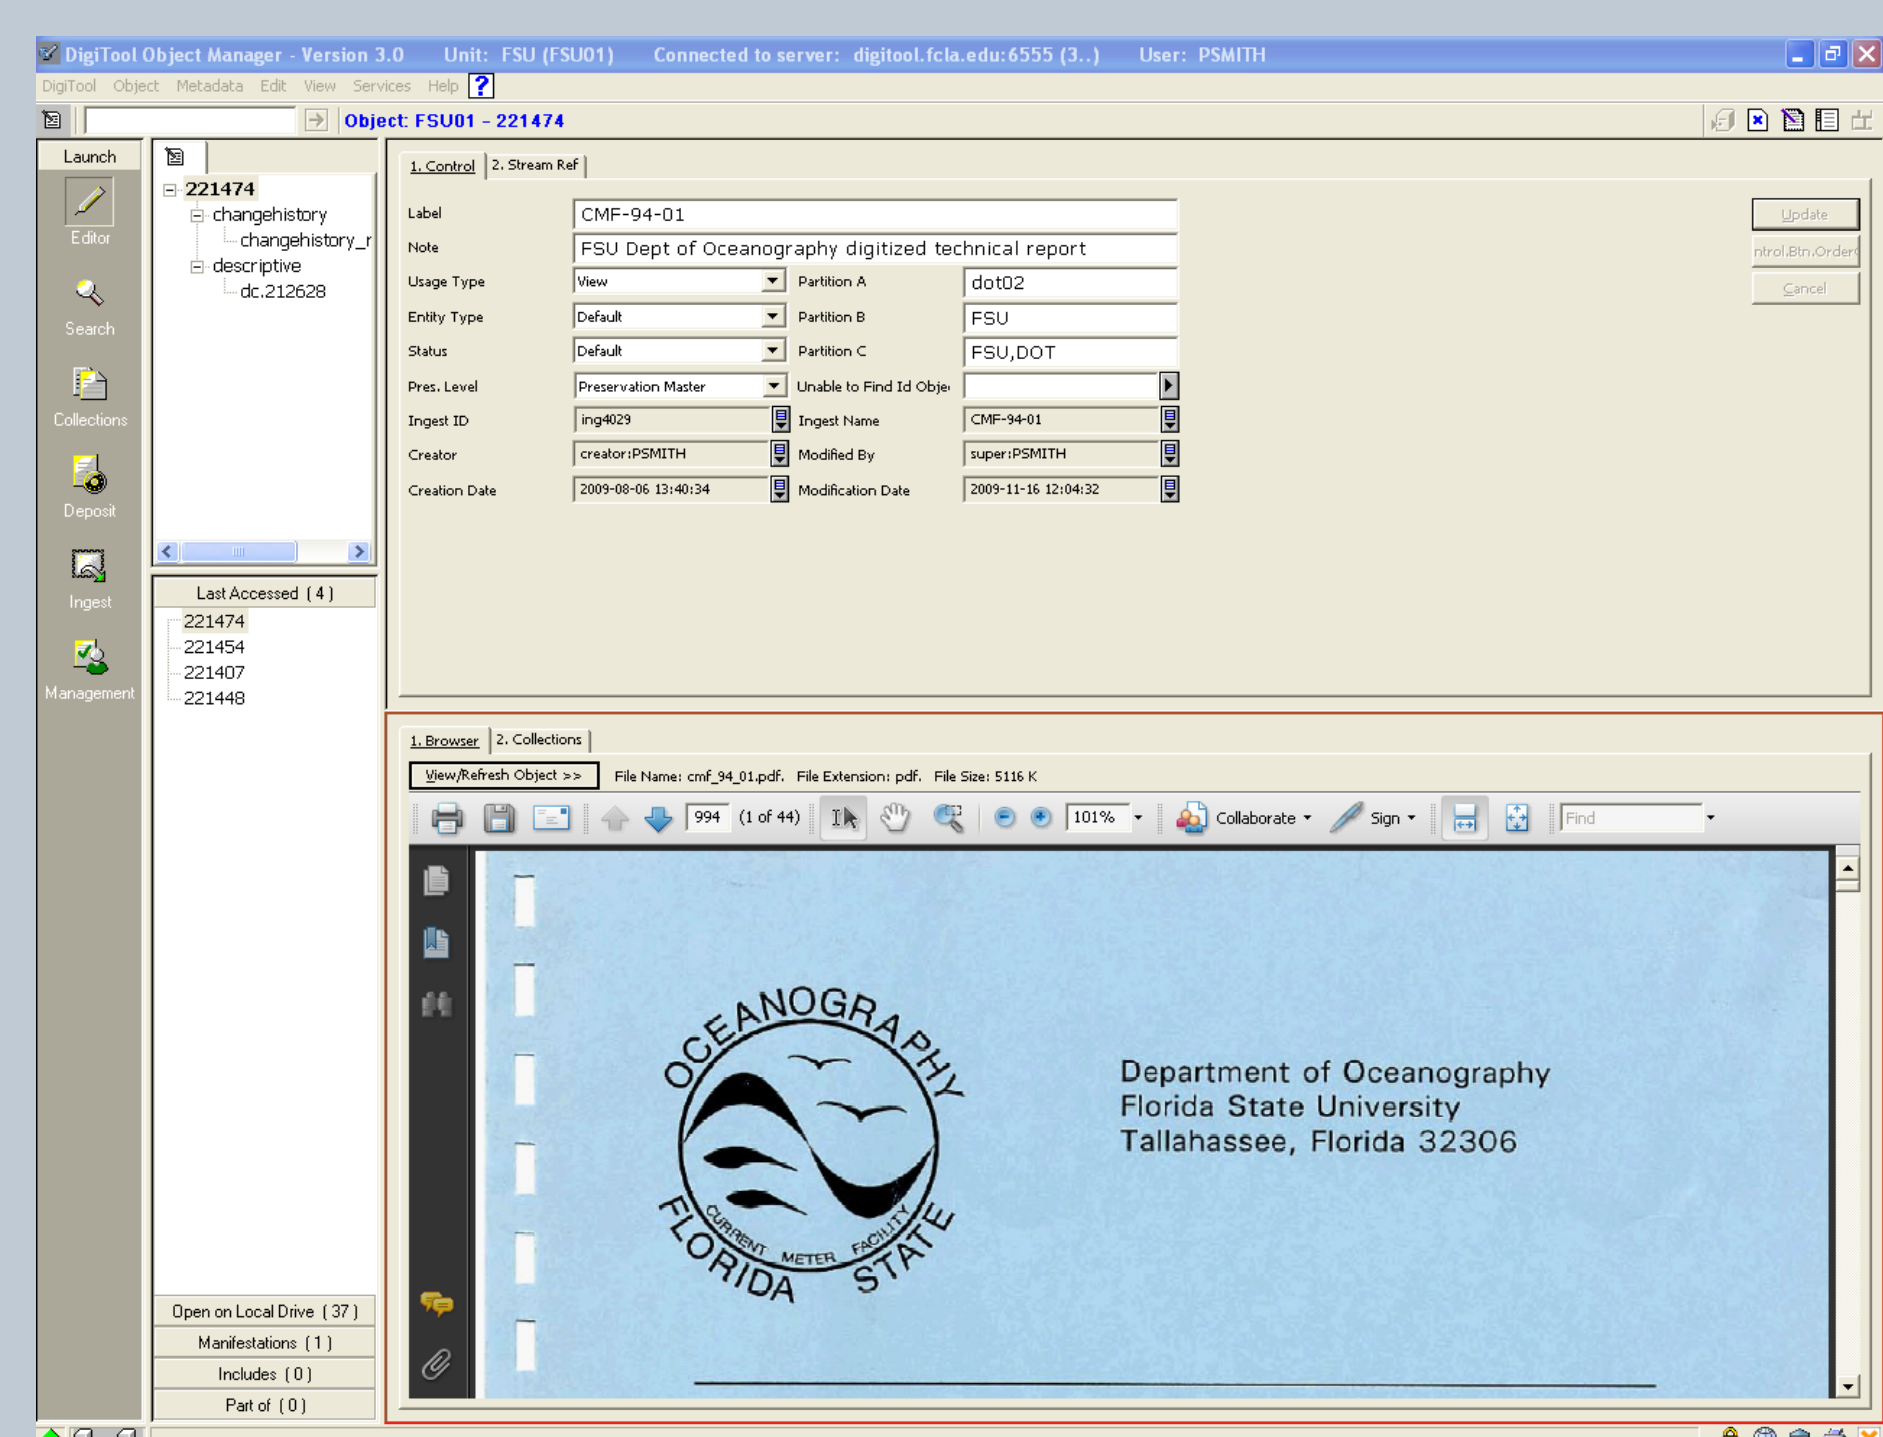 DigiTool Object Manager - Version 3.0 Unit: FSU (FSU01) Connected to server: digitool.fcla.edu:6555 (3..) User: PSMITH
DigiTool Object Metadata Edit View Services Help ?
Object: FSU01 - 221474
Launch
Editor
Search
Collections
Deposit
Ingest
Management
221474
changehistory
changehistory_r
descriptive
dc.212628
Last Accessed ( 4 )
221474
221454
221407
221448
Open on Local Drive ( 37 )
Manifestations ( 1 )
Includes ( 0 )
Part of ( 0 )
1. Control 2. Stream Ref
Label CMF-94-01
Note FSU Dept of Oceanography digitized technical report
Usage Type View Partition A dot02
Entity Type Default Partition B FSU
Status Default Partition C FSU,DOT
Pres. Level Preservation Master Unable to Find Id Obje
Ingest ID ing4029 Ingest Name CMF-94-01
Creator creator:PSMITH Modified By super:PSMITH
Creation Date 2009-08-06 13:40:34 Modification Date 2009-11-16 12:04:32
Update
ntrol.Btn.Order
Cancel
1. Browser 2. Collections
View/Refresh Object >> File Name: cmf_94_01.pdf. File Extension: pdf. File Size: 5116 K
994 (1 of 44) 101% Collaborate Sign Find
OCEANOGRAPHY
CURRENT METER FACILITY
FLORIDA STATE
Department of Oceanography
Florida State University
Tallahassee, Florida 32306